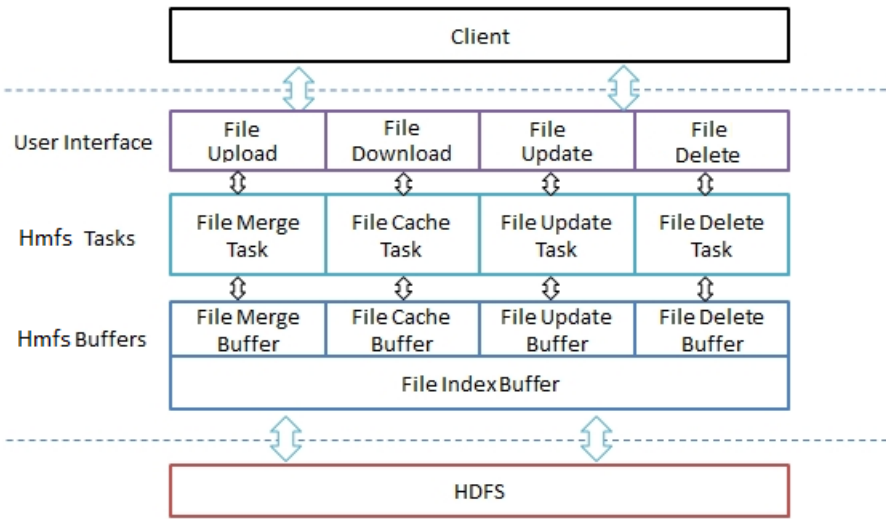 Client
User Interface
File Upload
File Download
File Update
File Delete
Hmfs Tasks
File Merge Task
File Cache Task
File Update Task
File Delete Task
Hmfs Buffers
File Merge Buffer
File Cache Buffer
File Update Buffer
File Delete Buffer
File Index Buffer
HDFS